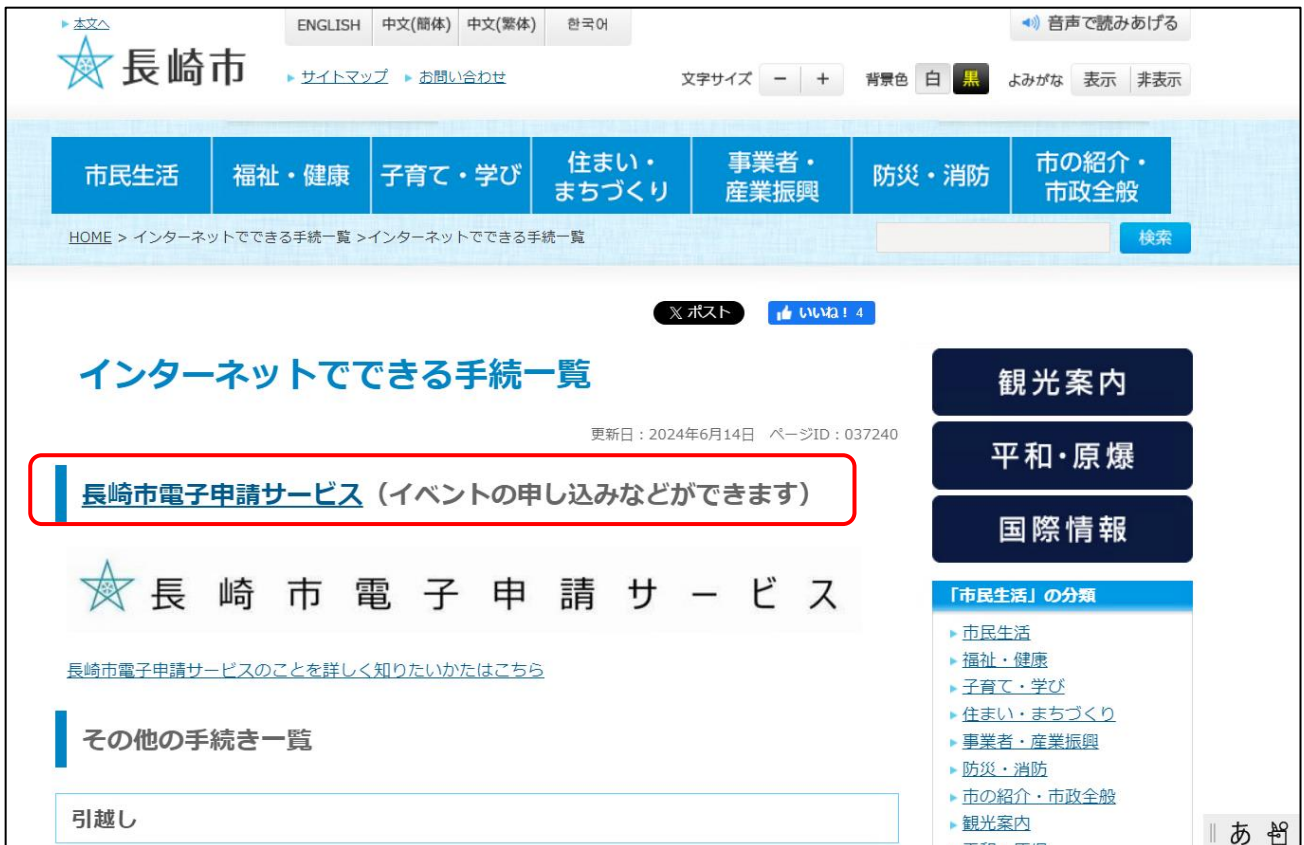 本文へ
ENGLISH 中文(簡体) 中文(繁体) 한국어
音声で読みあげる
長崎市
サイトマップ お問い合わせ
文字サイズ － ＋ 背景色 白 黒 よみがな 表示 非表示
市民生活
福祉・健康
子育て・学び
住まい・
まちづくり
事業者・
産業振興
防災・消防
市の紹介・
市政全般
HOME > インターネットでできる手続一覧 >インターネットでできる手続一覧
検索
ポスト
いいね！ 4
インターネットでできる手続一覧
更新日：2024年6月14日 ページID：037240
長崎市電子申請サービス（イベントの申し込みなどができます）
長崎市電子申請サービス
長崎市電子申請サービスのことを詳しく知りたいかたはこちら
その他の手続き一覧
引越し
観光案内
平和・原爆
国際情報
「市民生活」の分類
市民生活
福祉・健康
子育て・学び
住まい・まちづくり
事業者・産業振興
防災・消防
市の紹介・市政全般
観光案内
あ